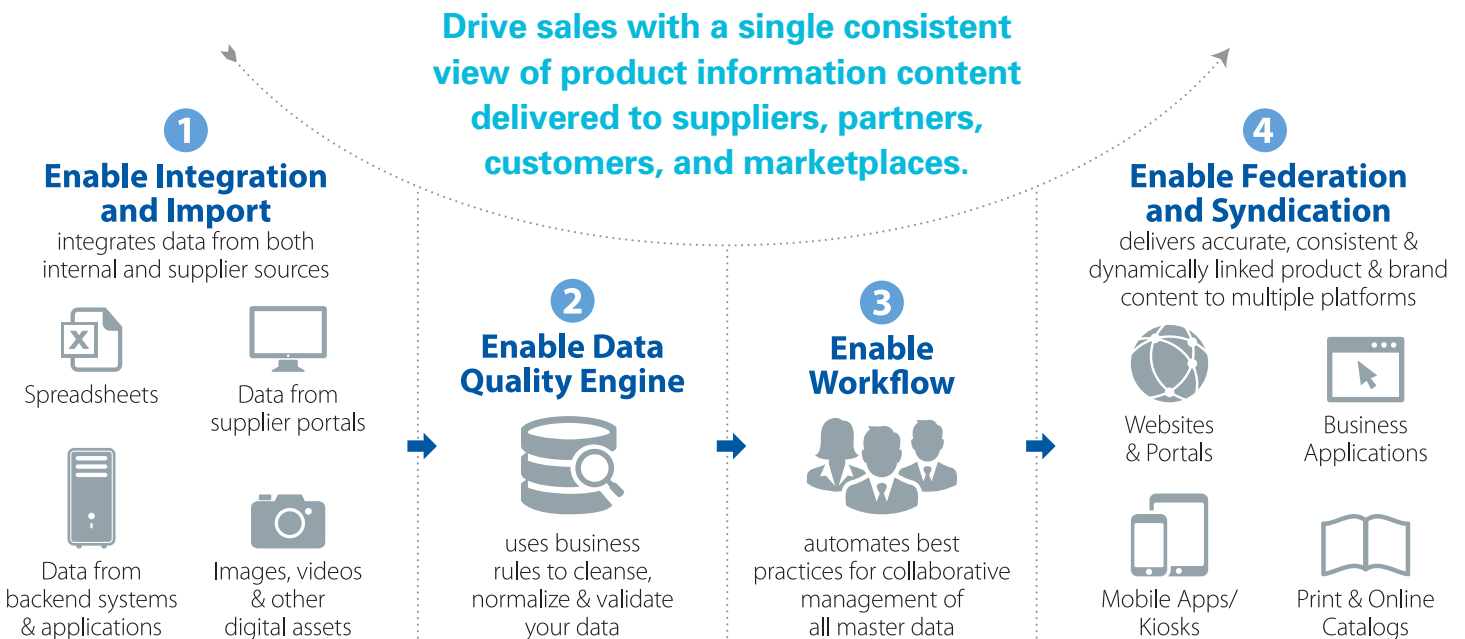 Drive sales with a single consistent
view of product information content
delivered to suppliers, partners,
customers, and marketplaces.
1
Enable Integration
and Import
integrates data from both
internal and supplier sources
X
Spreadsheets
Data from
supplier portals
Data from
backend systems
& applications
Images, videos
& other
digital assets
2
Enable Data
Quality Engine
uses business
rules to cleanse,
normalize & validate
your data
3
Enable
Workflow
automates best
practices for collaborative
management of
all master data
4
Enable Federation
and Syndication
delivers accurate, consistent &
dynamically linked product & brand
content to multiple platforms
Websites
& Portals
Business
Applications
Mobile Apps/
Kiosks
Print & Online
Catalogs